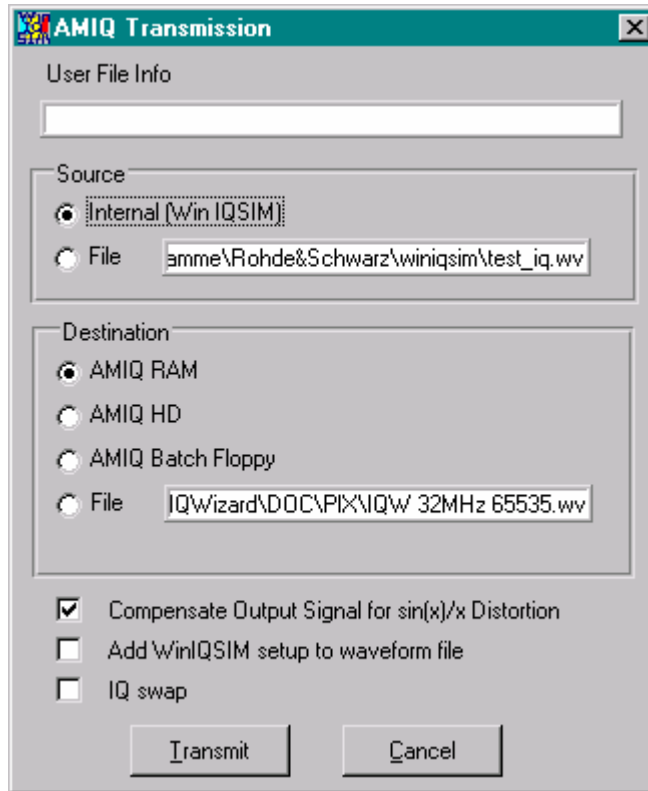 AMIQ Transmission
User File Info
Source
Internal (Win IQSIM)
File amme\Rohde&Schwarz\winiqsim\test_iq.wv
Destination
AMIQ RAM
AMIQ HD
AMIQ Batch Floppy
File IQWizard\DOC\PIX\IQW 32MHz 65535.wv
Compensate Output Signal for sin(x)/x Distortion
Add WinIQSIM setup to waveform file
IQ swap
Transmit Cancel